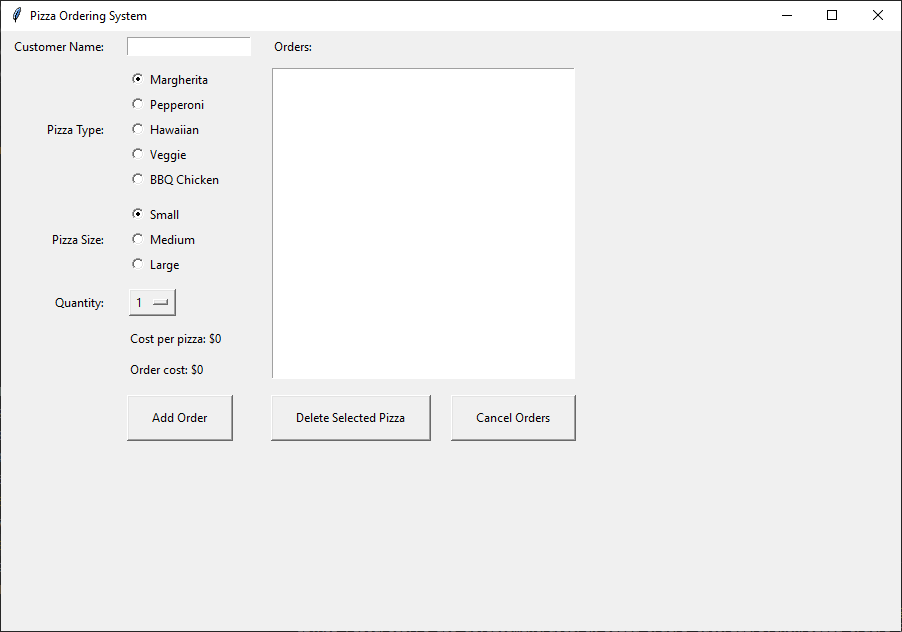 Pizza Ordering System
Customer Name:
Orders:
Pizza Type:
Margherita
Pepperoni
Hawaiian
Veggie
BBQ Chicken
Pizza Size:
Small
Medium
Large
Quantity:
1
Cost per pizza: $0
Order cost: $0
Add Order
Delete Selected Pizza
Cancel Orders